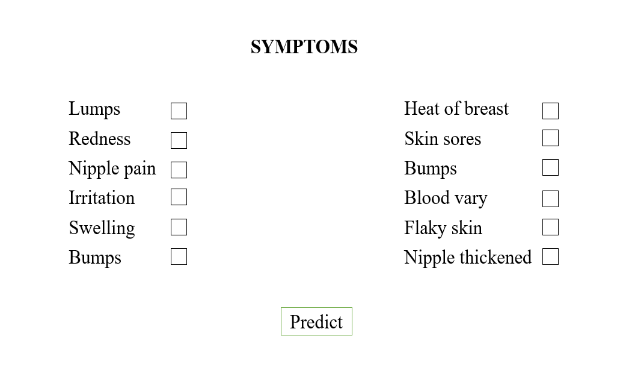 SYMPTOMS
Lumps
Redness
Nipple pain
Irritation
Swelling
Bumps
Heat of breast
Skin sores
Bumps
Blood vary
Flaky skin
Nipple thickened
Predict